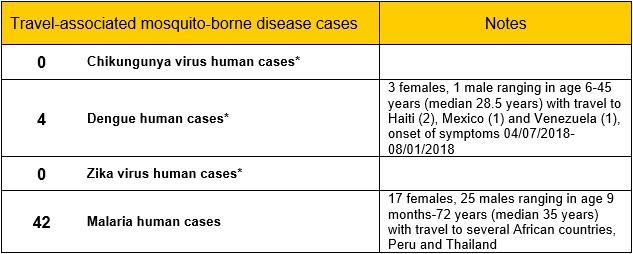 Travel-associated mosquito-borne disease cases Notes
0 Chikungunya virus human cases*
4 Dengue human cases*
3 females, 1 male ranging in age 6-45
years (median 28.5 years) with travel to
Haiti (2), Mexico (1) and Venezuela (1),
onset of symptoms 04/07/2018-
08/01/2018
0 Zika virus human cases*
42 Malaria human cases
17 females, 25 males ranging in age 9
months-72 years (median 35 years)
with travel to several African countries,
Peru and Thailand